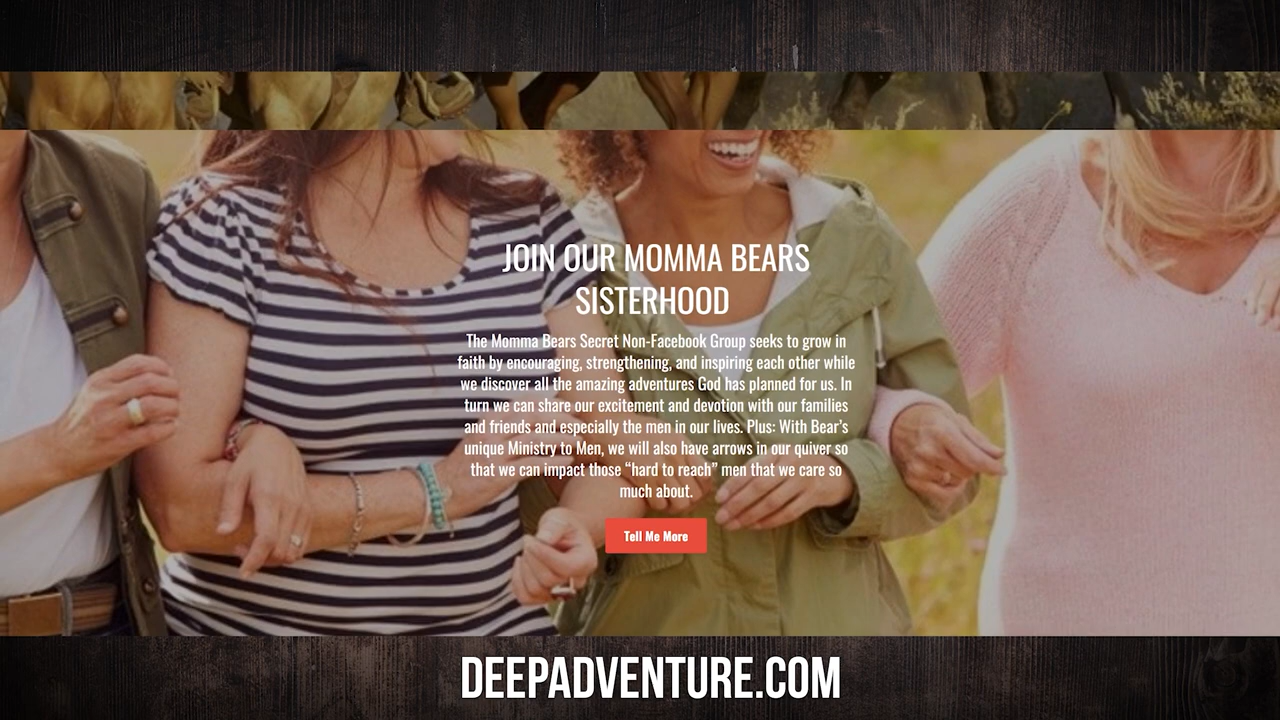 JOIN OUR MOMMA BEARS
SISTERHOOD
The Momma Bears Secret Non-Facebook Group seeks to grow in
faith by encouraging, strengthening, and inspiring each other while
we discover all the amazing adventures God has planned for us. In
turn we can share our excitement and devotion with our families
and friends and especially the men in our lives. Plus: With Bear’s
unique Ministry to Men, we will also have arrows in our quiver so
that we can impact those “hard to reach” men that we care so
much about.
Tell Me More
DEEPADVENTURE.COM